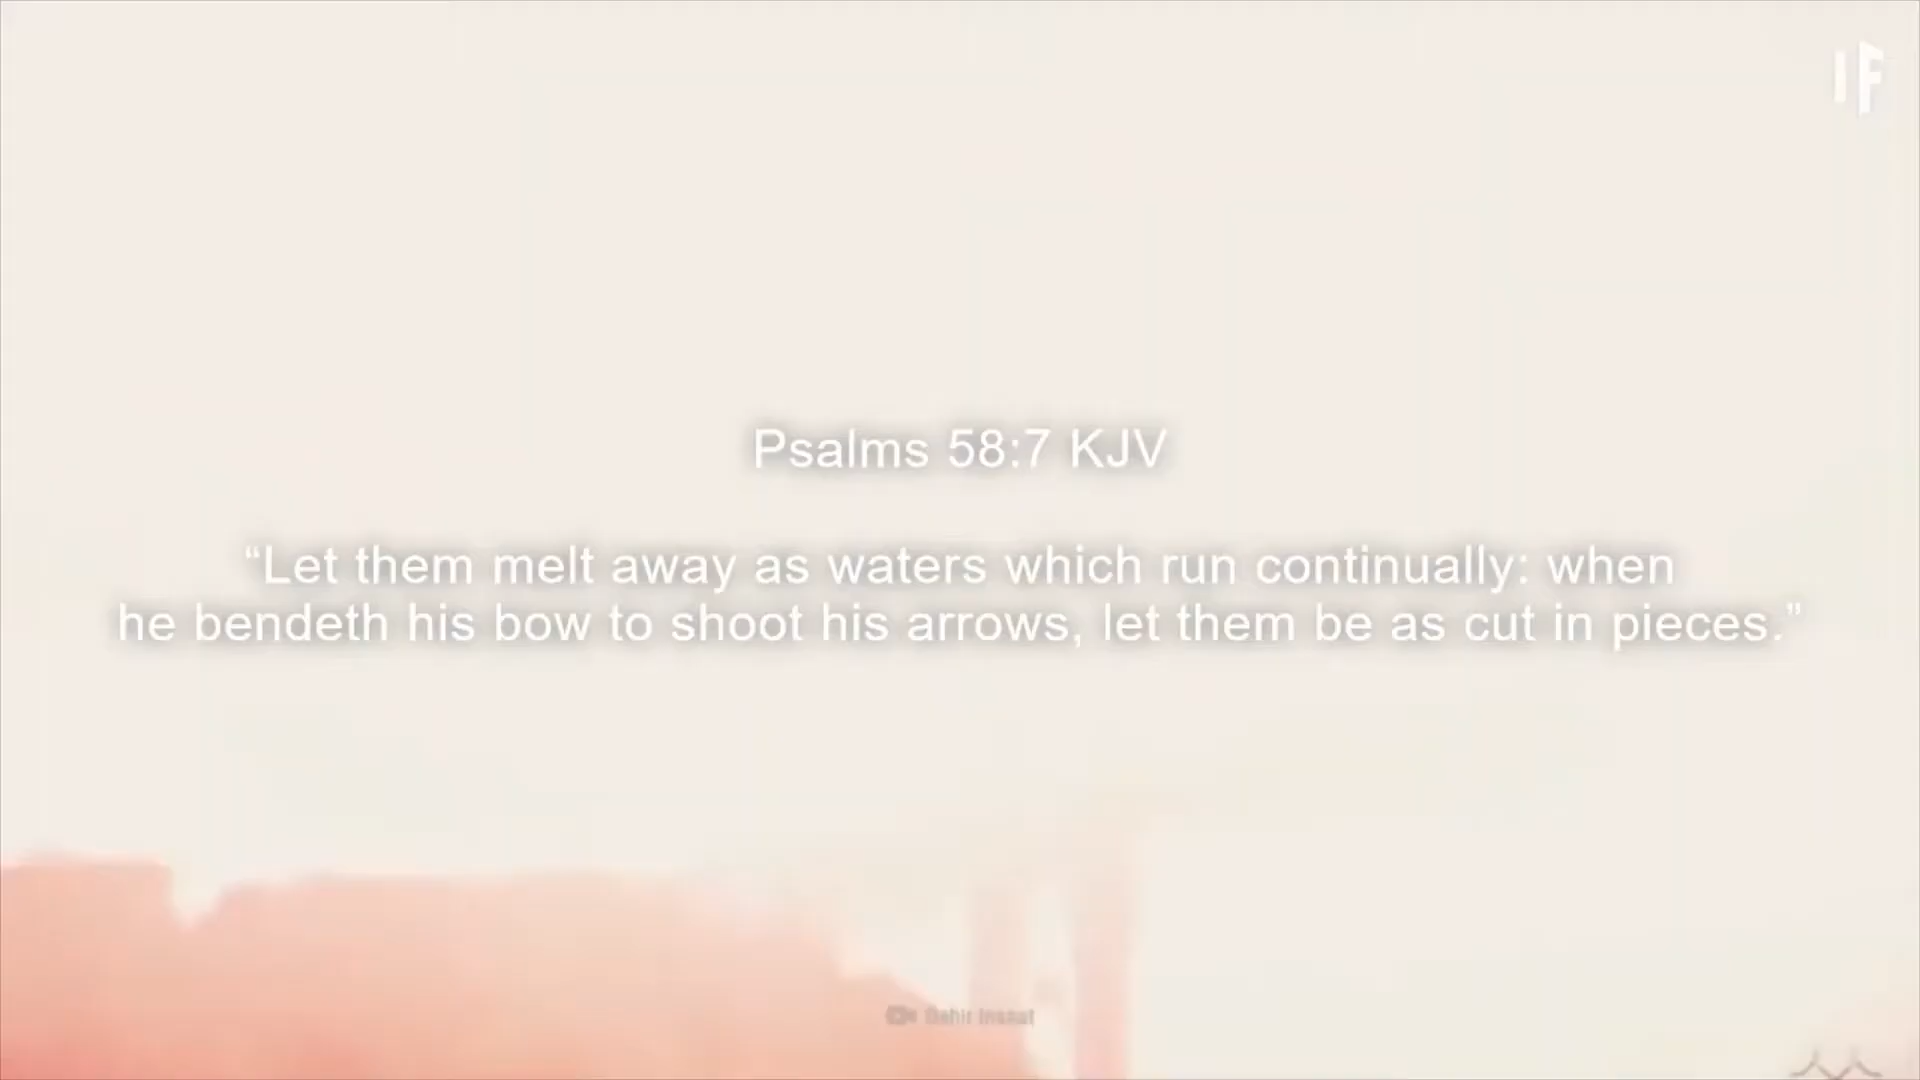 IF
Psalms 58:7 KJV
“Let them melt away as waters which run continually: when
he bendeth his bow to shoot his arrows, let them be as cut in pieces.”